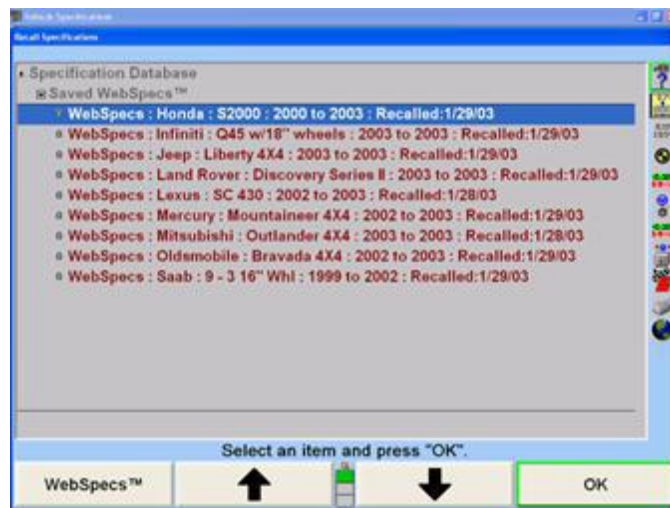 Vehicle Specification
Recall Specifications
Specification Database
Saved WebSpecs™
WebSpecs : Honda : S2000 : 2000 to 2003 : Recalled:1/29/03
WebSpecs : Infiniti : Q45 w/18" wheels : 2003 to 2003 : Recalled:1/29/03
WebSpecs : Jeep : Liberty 4X4 : 2003 to 2003 : Recalled:1/29/03
WebSpecs : Land Rover : Discovery Series II : 2003 to 2003 : Recalled:1/29/03
WebSpecs : Lexus : SC 430 : 2002 to 2003 : Recalled:1/28/03
WebSpecs : Mercury : Mountaineer 4X4 : 2002 to 2003 : Recalled:1/29/03
WebSpecs : Mitsubishi : Outlander 4X4 : 2003 to 2003 : Recalled:1/28/03
WebSpecs : Oldsmobile : Bravada 4X4 : 2002 to 2003 : Recalled:1/29/03
WebSpecs : Saab : 9 - 3 16" Whl : 1999 to 2002 : Recalled:1/29/03
Select an item and press "OK".
WebSpecs™
OK